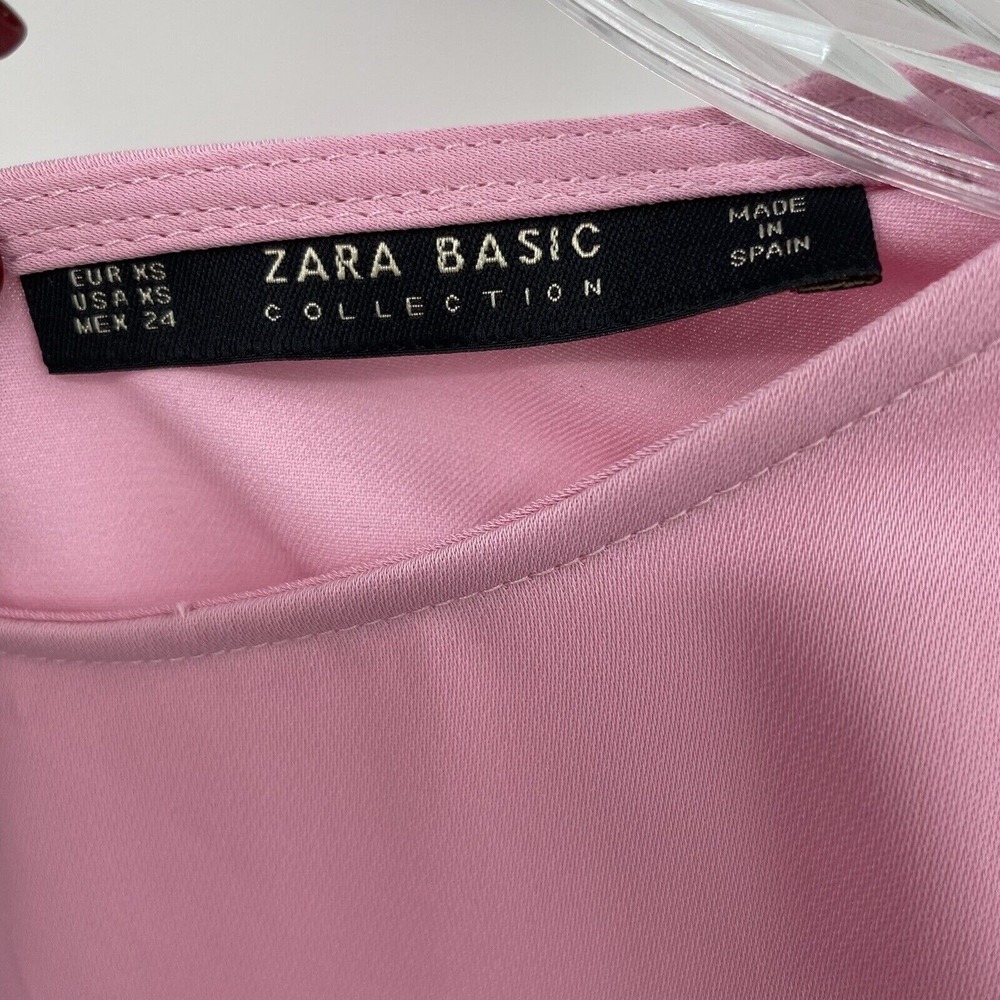 EUR XS
USA XS
MEX 24
ZARA BASIC
COLLECTION
MADE
IN
SPAIN